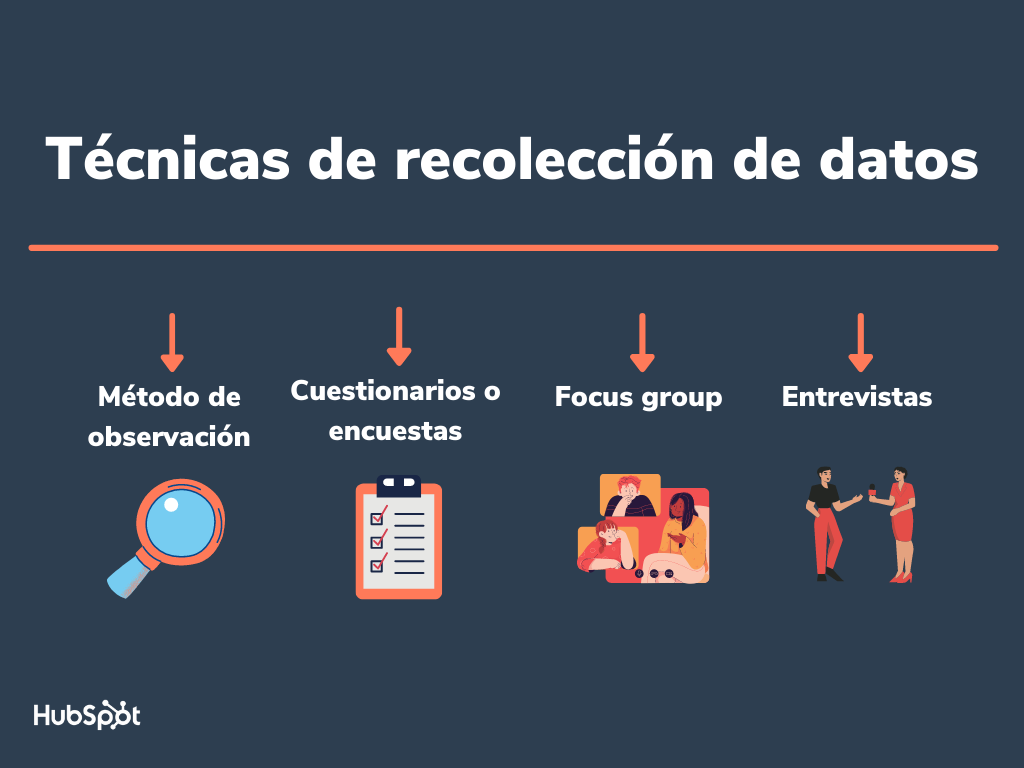 Técnicas de recolección de datos
Método de
observación
Cuestionarios o
encuestas
Focus group
Entrevistas
HubSpot